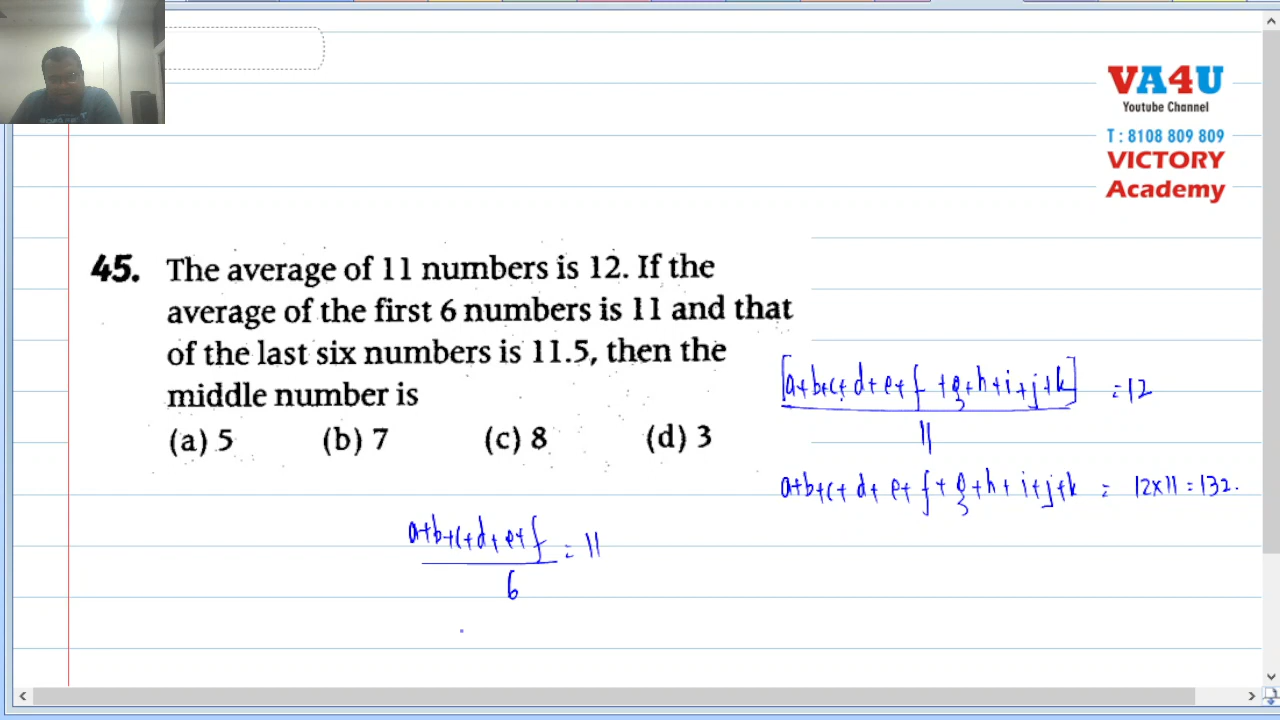 VA4U
Youtube Channel
T : 8108 809 809
VICTORY
Academy
45. The average of 11 numbers is 12. If the
average of the first 6 numbers is 11 and that
of the last six numbers is 11.5, then the
middle number is
(a) 5 (b) 7 (c) 8 (d) 3
[a+b+c+d+e+f+g+h+i+j+k] = 12
11
a+b+c+d+e+f+g+h+i+j+k = 12x11 = 132.
a+b+c+d+e+f = 11
6